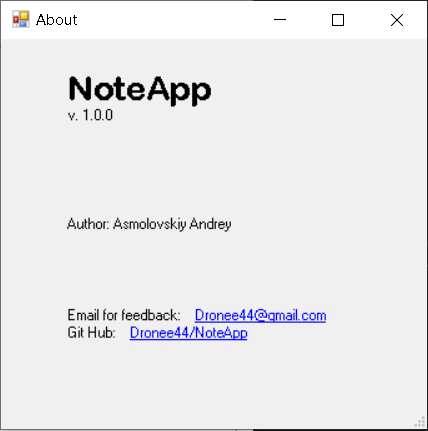 About
NoteApp
v. 1.0.0
Author: Asmolovskiy Andrey
Email for feedback: Dronee44@gmail.com
Git Hub: Dronee44/NoteApp